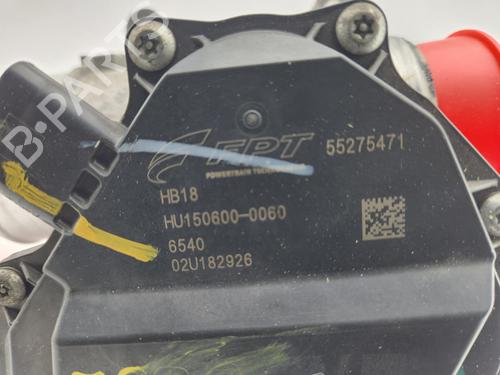 B-PARTS
FPT 55275471
POWERTRAIN TECHNOLOGIES
HB18
HU150600-0060
6540
02U182926